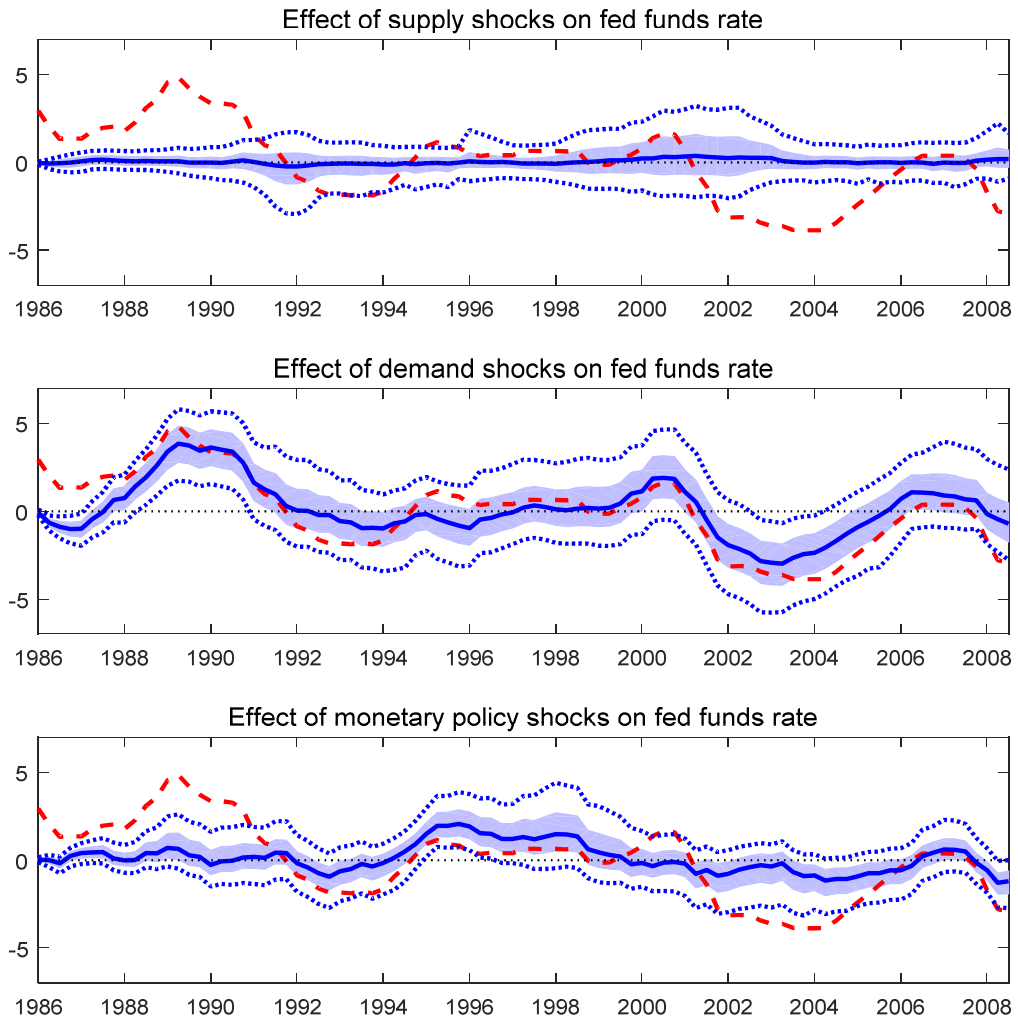 Effect of supply shocks on fed funds rate
5
0
-5
1986 1988 1990 1992 1994 1996 1998 2000 2002 2004 2006 2008
Effect of demand shocks on fed funds rate
5
0
-5
1986 1988 1990 1992 1994 1996 1998 2000 2002 2004 2006 2008
Effect of monetary policy shocks on fed funds rate
5
0
-5
1986 1988 1990 1992 1994 1996 1998 2000 2002 2004 2006 2008